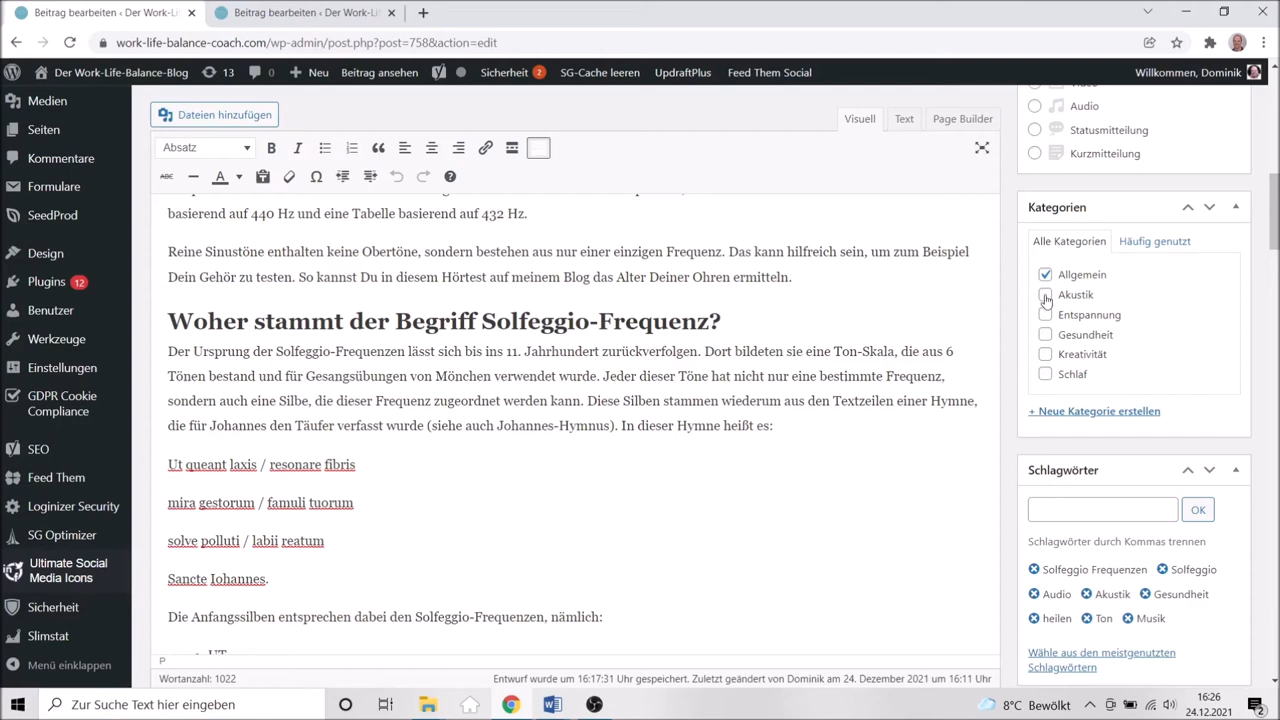 Beitrag bearbeiten ‹ Der Work-Li
Beitrag bearbeiten ‹ Der Work-Li
work-life-balance-coach.com/wp-admin/post.php?post=758&action=edit
Der Work-Life-Balance-Blog
13
0
Neu
Beitrag ansehen
Sicherheit 2
SG-Cache leeren
UpdraftPlus
Feed Them Social
Willkommen, Dominik
Medien
Seiten
Kommentare
Formulare
SeedProd
Design
Plugins 12
Benutzer
Werkzeuge
Einstellungen
GDPR Cookie
Compliance
SEO
Feed Them
Loginizer Security
SG Optimizer
Ultimate Social
Media Icons
Sicherheit
Slimstat
Menü einklappen
Dateien hinzufügen
Visuell
Text
Page Builder
Absatz
B I
ABC
A
basierend auf 440 Hz und eine Tabelle basierend auf 432 Hz.
Reine Sinustöne enthalten keine Obertöne, sondern bestehen aus nur einer einzigen Frequenz. Das kann hilfreich sein, um zum Beispiel
Dein Gehör zu testen. So kannst Du in diesem Hörtest auf meinem Blog das Alter Deiner Ohren ermitteln.
Woher stammt der Begriff Solfeggio-Frequenz?
Der Ursprung der Solfeggio-Frequenzen lässt sich bis ins 11. Jahrhundert zurückverfolgen. Dort bildeten sie eine Ton-Skala, die aus 6
Tönen bestand und für Gesangsübungen von Mönchen verwendet wurde. Jeder dieser Töne hat nicht nur eine bestimmte Frequenz,
sondern auch eine Silbe, die dieser Frequenz zugeordnet werden kann. Diese Silben stammen wiederum aus den Textzeilen einer Hymne,
die für Johannes den Täufer verfasst wurde (siehe auch Johannes-Hymnus). In dieser Hymne heißt es:
Ut queant laxis / resonare fibris
mira gestorum / famuli tuorum
solve polluti / labii reatum
Sancte Iohannes.
Die Anfangssilben entsprechen dabei den Solfeggio-Frequenzen, nämlich:
UT
P
Wortanzahl: 1022
Entwurf wurde um 16:17:31 Uhr gespeichert. Zuletzt geändert von Dominik am 24. Dezember 2021 um 16:11 Uhr
Audio
Statusmitteilung
Kurzmitteilung
Kategorien
Alle Kategorien
Häufig genutzt
Allgemein
Akustik
Entspannung
Gesundheit
Kreativität
Schlaf
+ Neue Kategorie erstellen
Schlagwörter
OK
Schlagwörter durch Kommas trennen
Solfeggio Frequenzen
Solfeggio
Audio
Akustik
Gesundheit
heilen
Ton
Musik
Wähle aus den meistgenutzten
Schlagwörtern
Zur Suche Text hier eingeben
8°C Bewölkt
16:26
24.12.2021
2